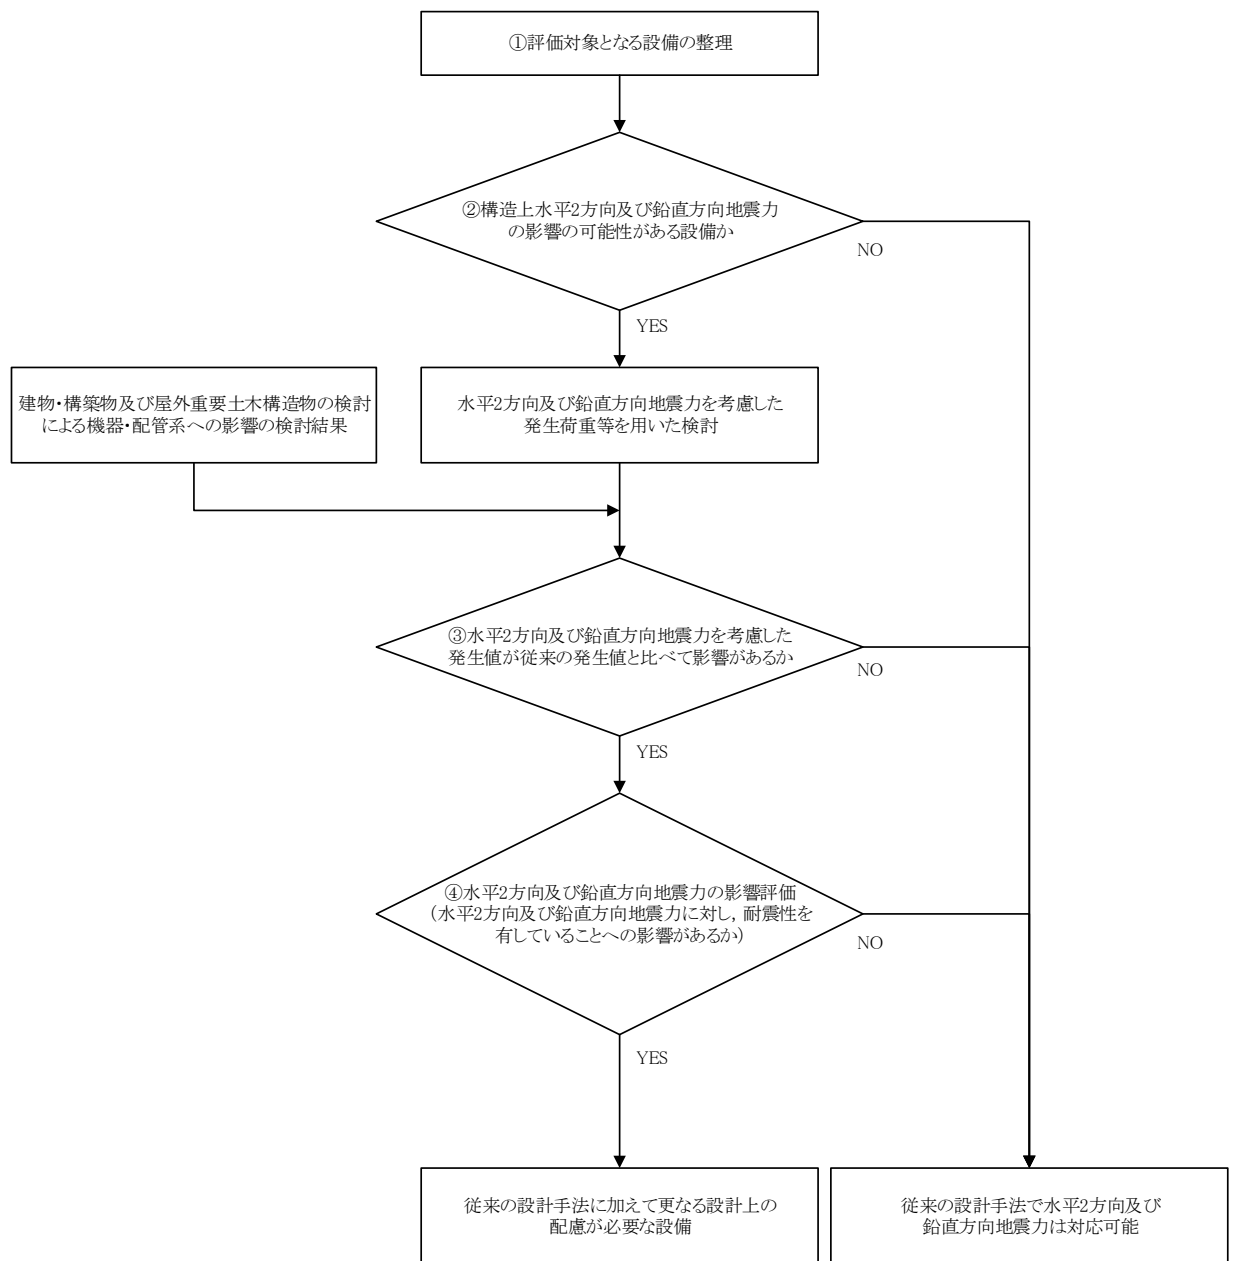 ①評価対象となる設備の整理
②構造上水平2方向及び鉛直方向地震力
の影響の可能性がある設備か
NO
YES
建物・構築物及び屋外重要土木構造物の検討
による機器・配管系への影響の検討結果
水平2方向及び鉛直方向地震力を考慮した
発生荷重等を用いた検討
③水平2方向及び鉛直方向地震力を考慮した
発生値が従来の発生値と比べて影響があるか
NO
YES
④水平2方向及び鉛直方向地震力の影響評価
（水平2方向及び鉛直方向地震力に対し，耐震性を
有していることへの影響があるか）
NO
YES
従来の設計手法に加えて更なる設計上の
配慮が必要な設備
従来の設計手法で水平2方向及び
鉛直方向地震力は対応可能